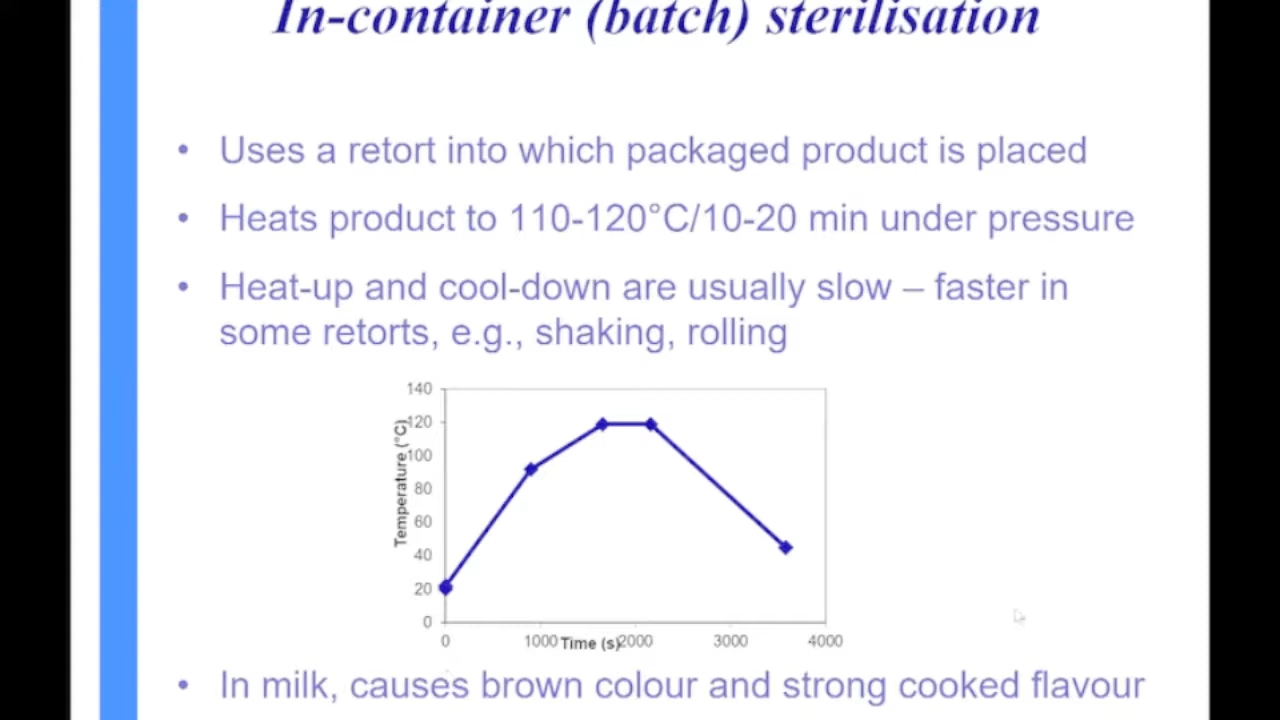 In-container (batch) sterilisation
• Uses a retort into which packaged product is placed
• Heats product to 110-120°C/10-20 min under pressure
• Heat-up and cool-down are usually slow – faster in
some retorts, e.g., shaking, rolling
140
120
100
80
60
40
20
0
Temperature (°C)
0 1000 2000 3000 4000
Time (s)
• In milk, causes brown colour and strong cooked flavour